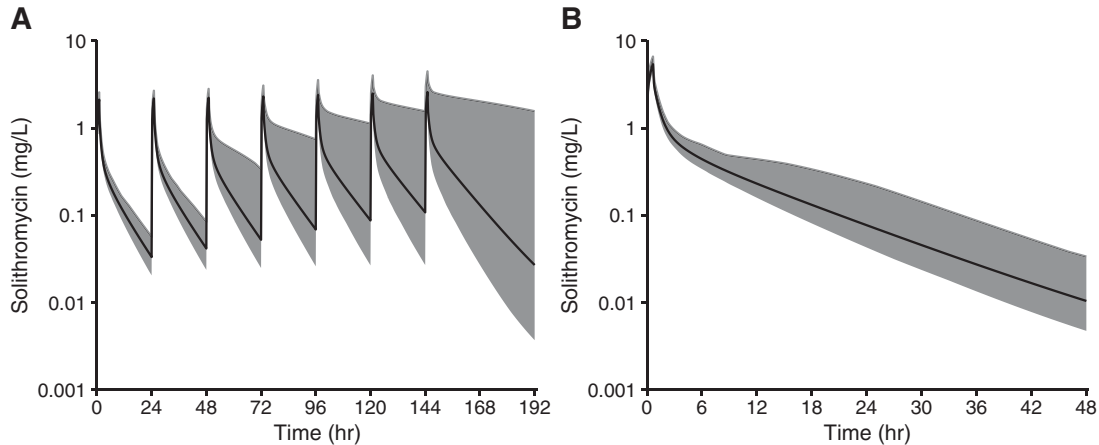 A
Solithromycin (mg/L)
10
1
0.1
0.01
0.001
0 24 48 72 96 120 144 168 192
Time (hr)
B
Solithromycin (mg/L)
10
1
0.1
0.01
0.001
0 6 12 18 24 30 36 42 48
Time (hr)